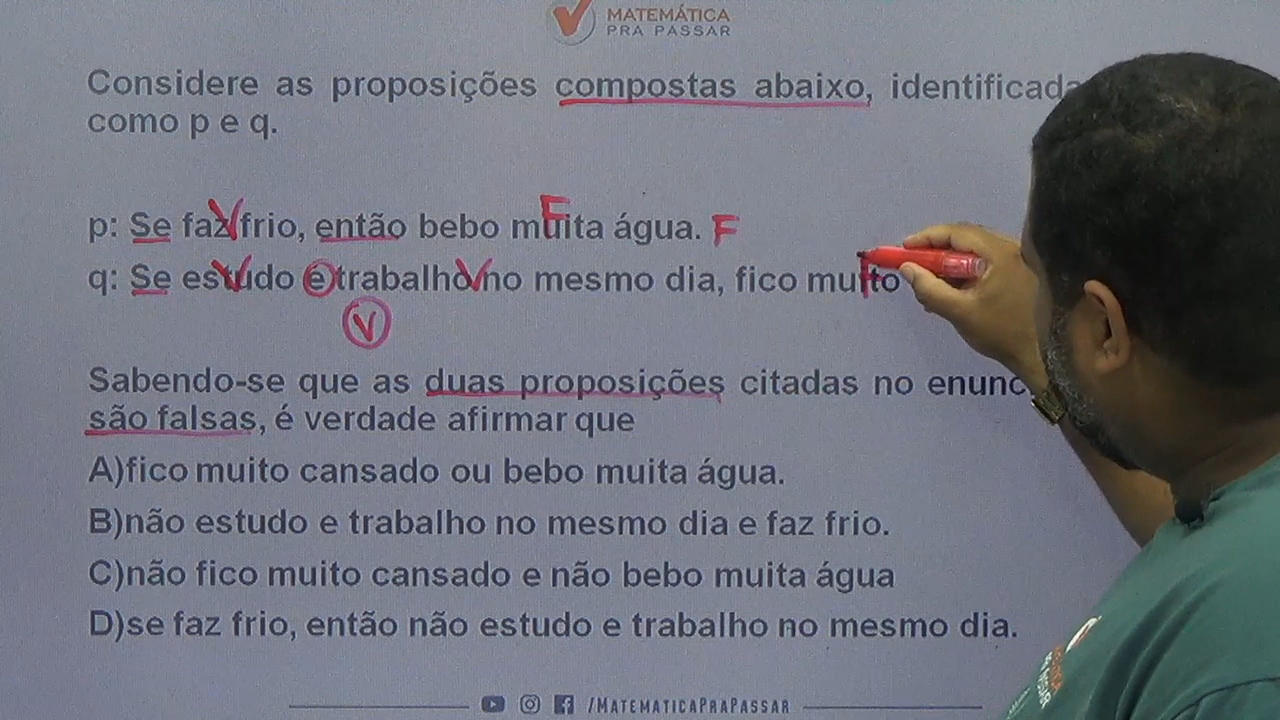 MATEMÁTICA
PRA PASSAR
Considere as proposições compostas abaixo,
como p e q.
p: Se faz frio, então bebo muita água. F
V F
q: Se estudo e trabalho no mesmo dia, fico muito
V V F
V
Sabendo-se que as duas proposições citadas no
são falsas, é verdade afirmar que
A)fico muito cansado ou bebo muita água.
B)não estudo e trabalho no mesmo dia e faz frio.
C)não fico muito cansado e não bebo muita água
D)se faz frio, então não estudo e trabalho no mesmo dia.
/MATEMATICAPRAPASSAR